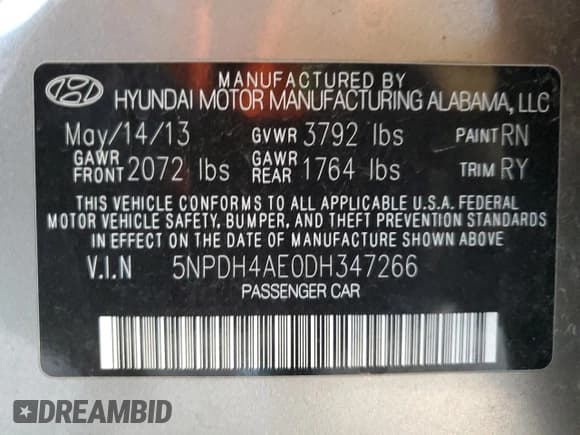 MANUFACTURED BY
HYUNDAI MOTOR MANUFACTURING ALABAMA, LLC
May/14/13 GVWR 3792 lbs PAINT RN
GAWR FRONT 2072 lbs GAWR REAR 1764 lbs TRIM RY
THIS VEHICLE CONFORMS TO ALL APPLICABLE U.S.A. FEDERAL
MOTOR VEHICLE SAFETY, BUMPER, AND THEFT PREVENTION STANDARDS
IN EFFECT ON THE DATE OF MANUFACTURE SHOWN ABOVE
V.I.N 5NPDH4AE0DH347266
PASSENGER CAR
DREAMBID